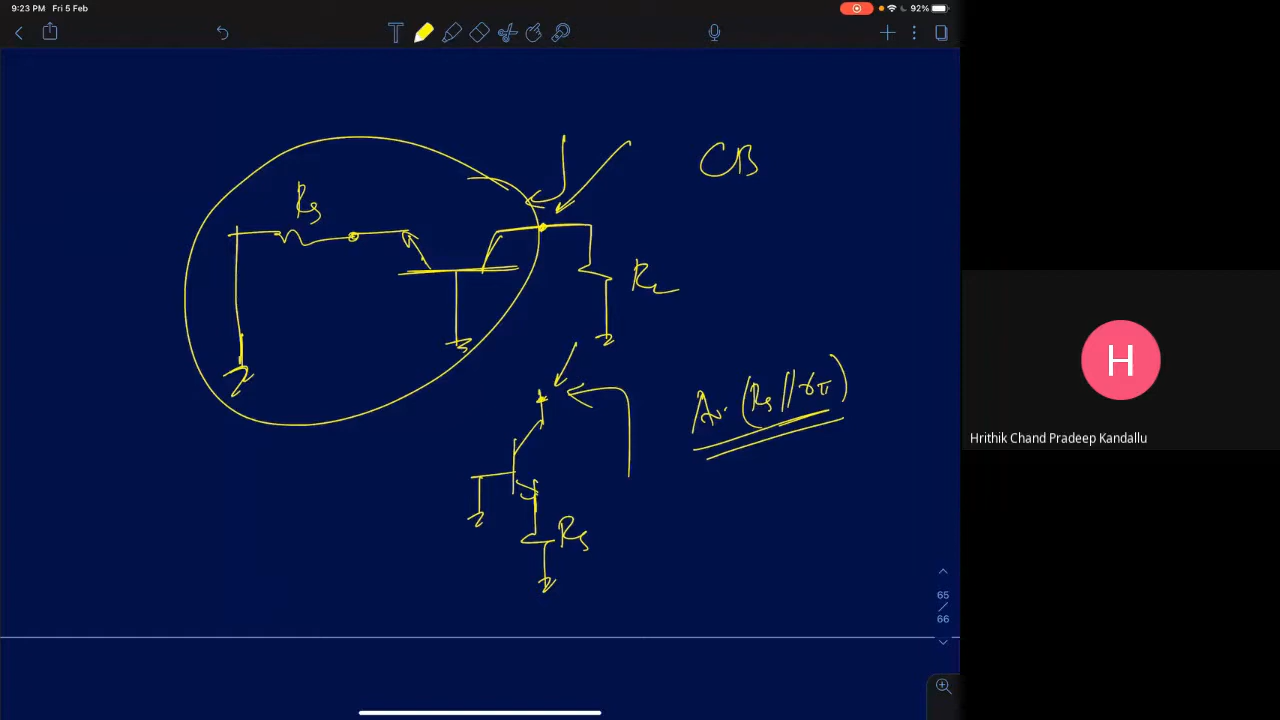 9:23 PM Fri 5 Feb
92%
T
CB
Rs
RL
H
Av. (Rs // rπ)
Hrithik Chand Pradeep Kandallu
Rs
65
/
66